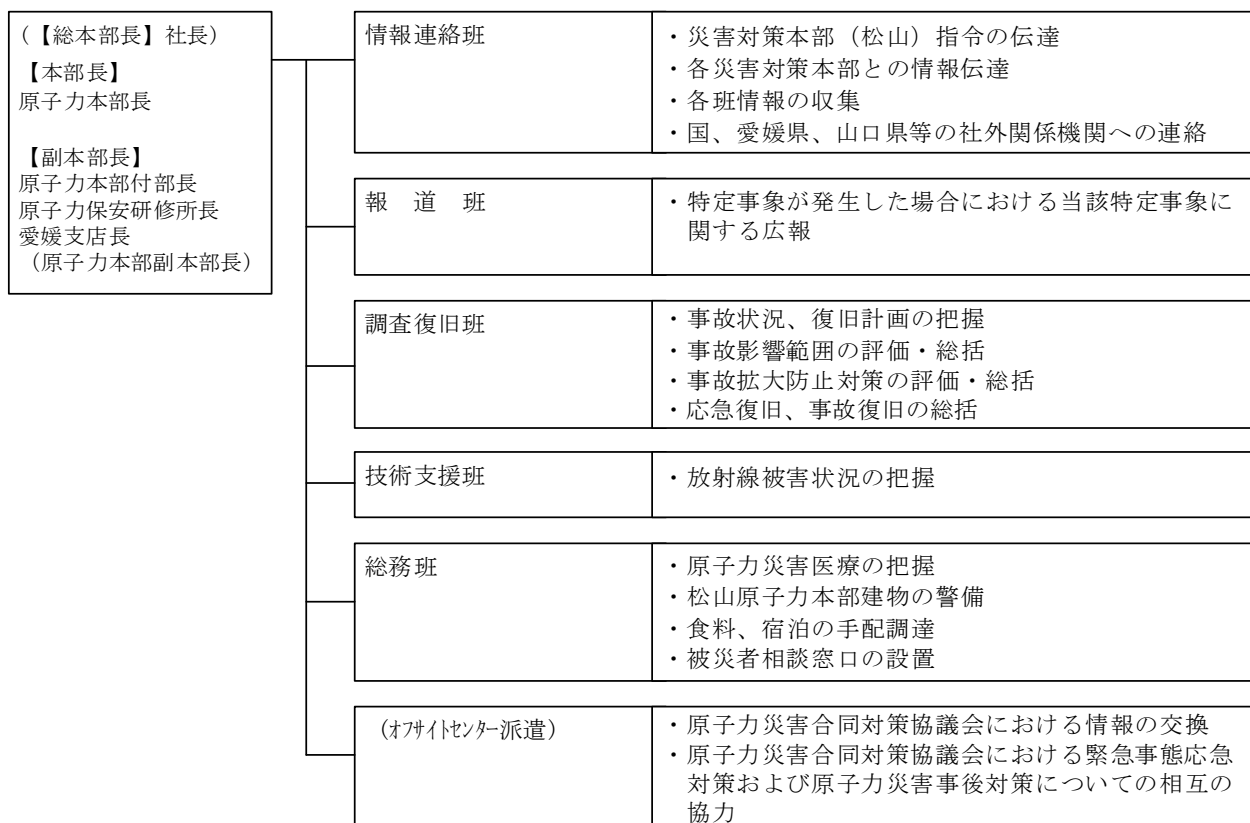 (【総本部長】社長)
【本部長】
原子力本部長
【副本部長】
原子力本部付部長
原子力保安研修所長
愛媛支店長
(原子力本部副本部長)
情報連絡班
・災害対策本部（松山）指令の伝達
・各災害対策本部との情報伝達
・各班情報の収集
・国、愛媛県、山口県等の社外関係機関への連絡
報　道　班
・特定事象が発生した場合における当該特定事象に
関する広報
調査復旧班
・事故状況、復旧計画の把握
・事故影響範囲の評価・総括
・事故拡大防止対策の評価・総括
・応急復旧、事故復旧の総括
技術支援班
・放射線被害状況の把握
総務班
・原子力災害医療の把握
・松山原子力本部建物の警備
・食料、宿泊の手配調達
・被災者相談窓口の設置
(ｵﾌｻｲﾄｾﾝﾀｰ派遣)
・原子力災害合同対策協議会における情報の交換
・原子力災害合同対策協議会における緊急事態応急
対策および原子力災害事後対策についての相互の
協力